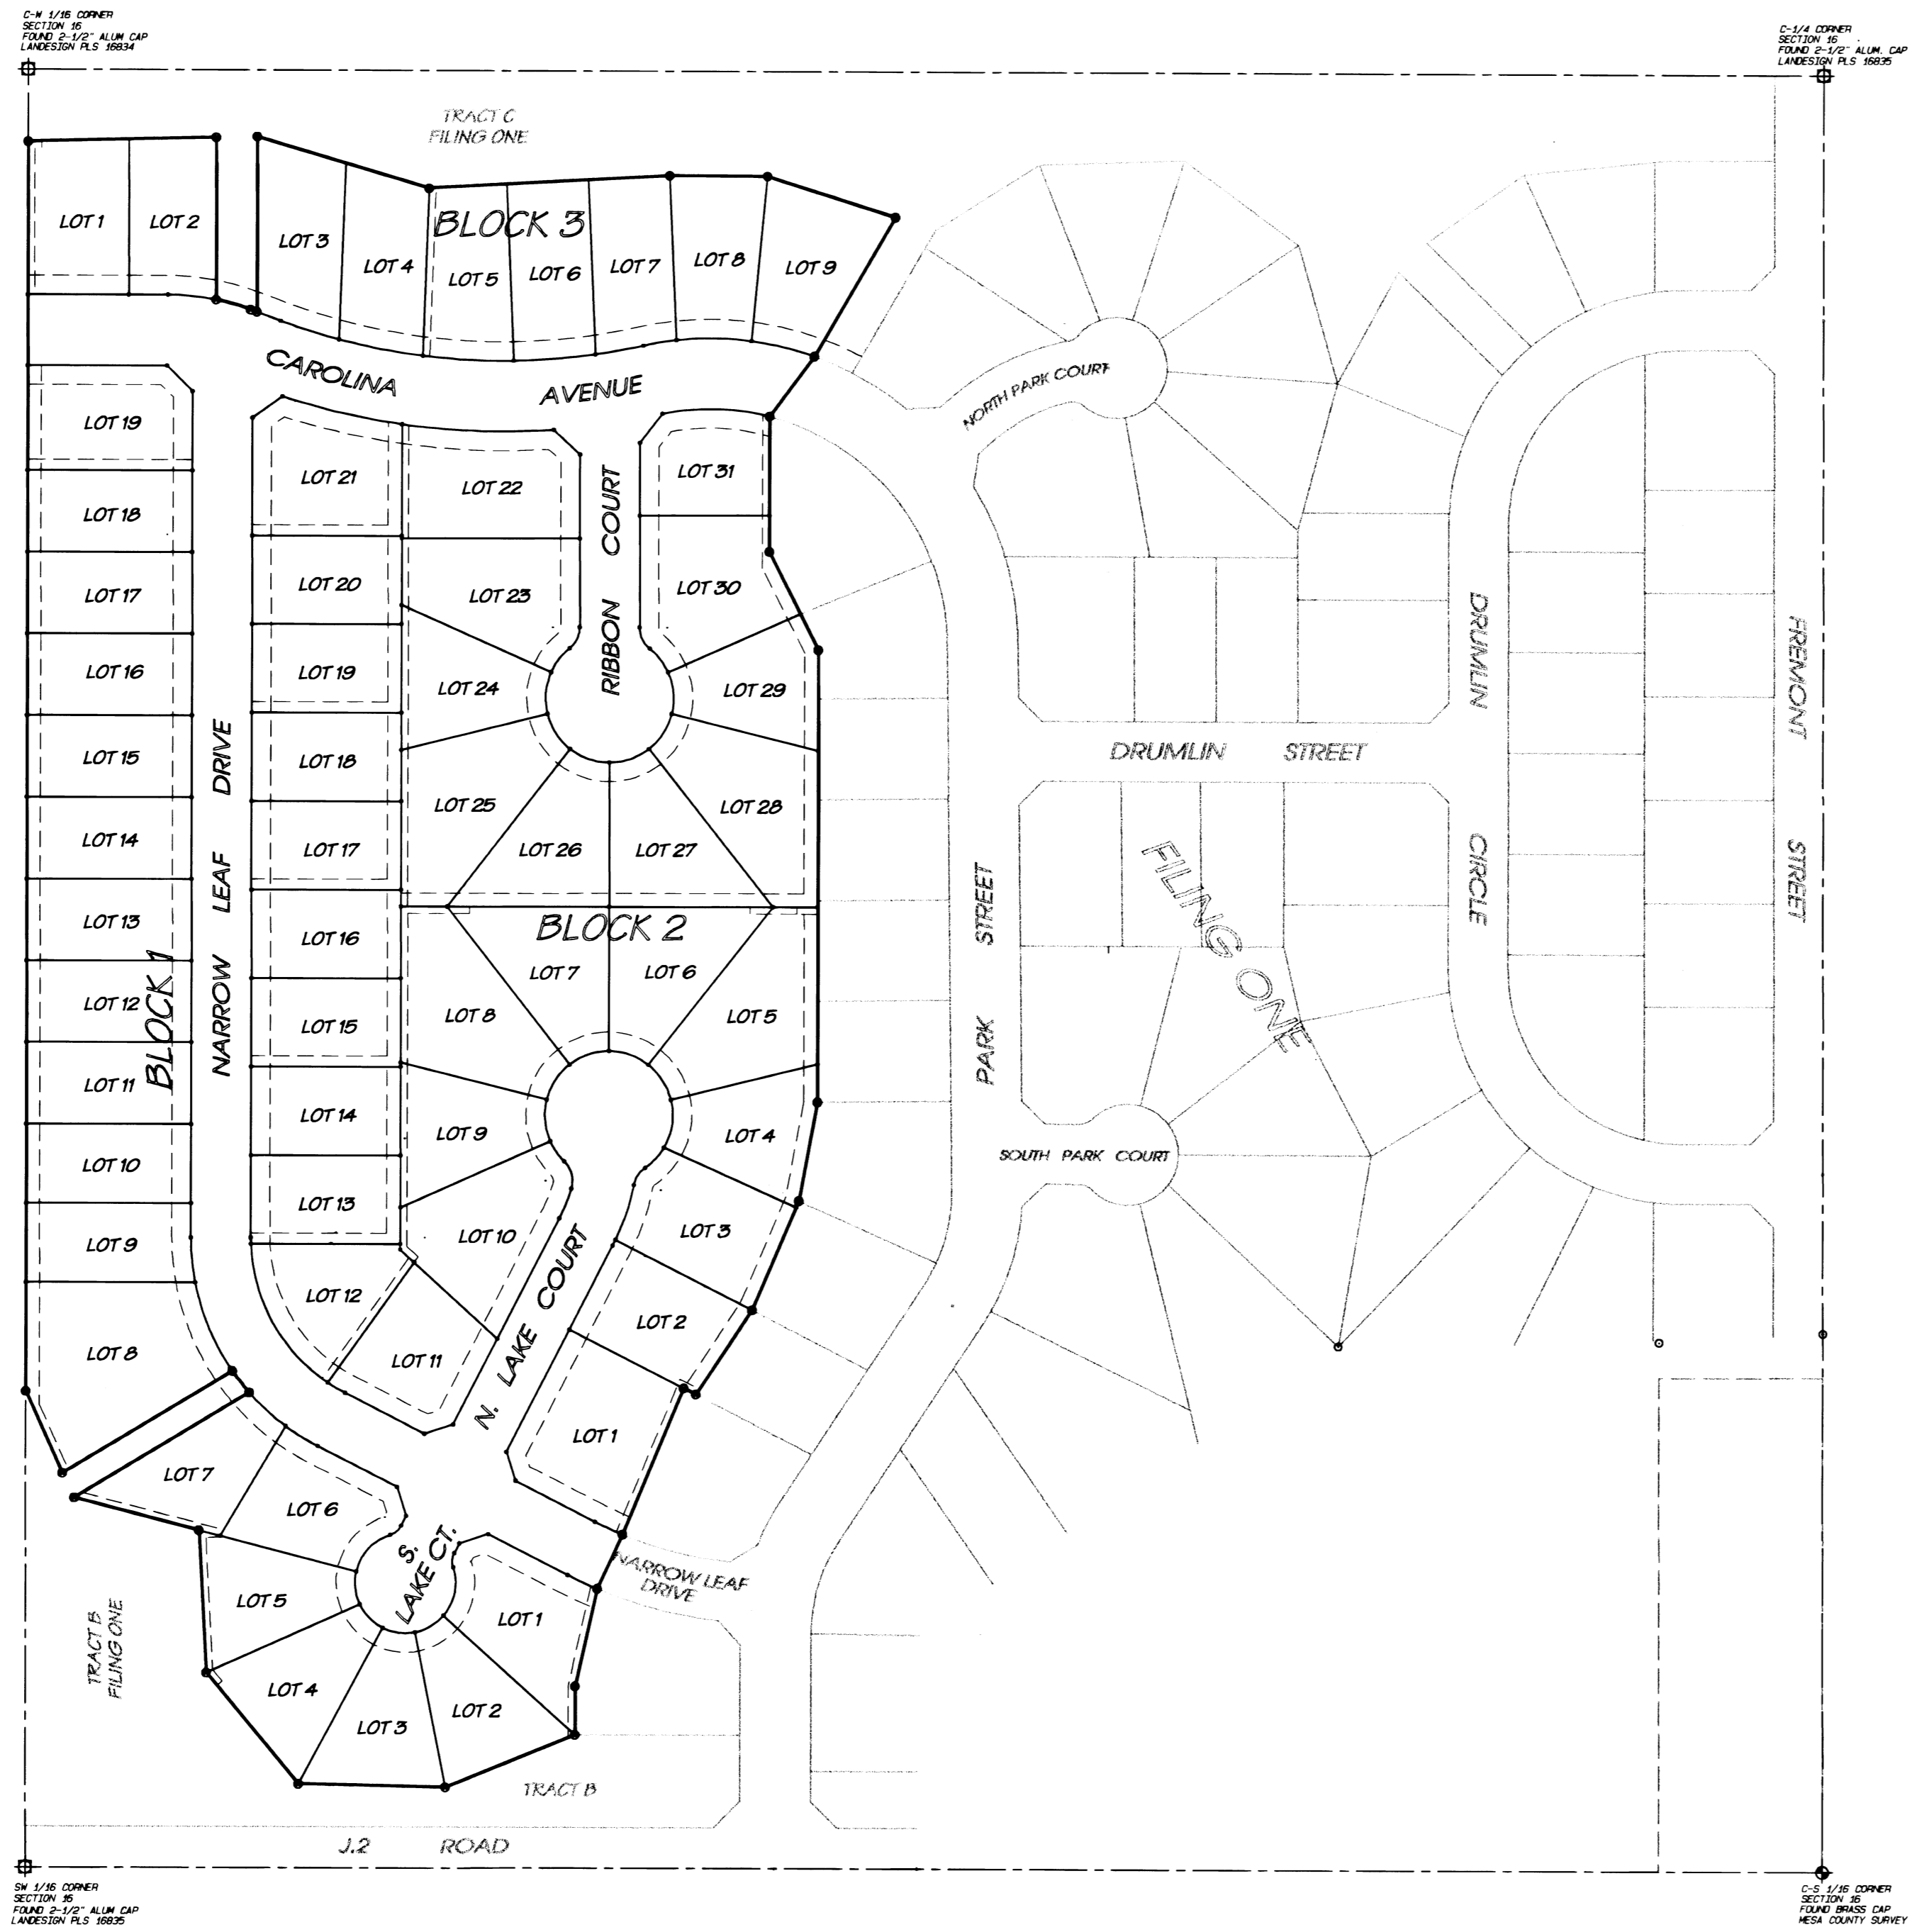 C-W 1/16 CORNER
SECTION 16
FOUND 2-1/2" ALUM CAP
LANDESIGN PLS 16834
C-1/4 CORNER
SECTION 16
FOUND 2-1/2" ALUM. CAP
LANDESIGN PLS 16835
TRACT C
FILING ONE
LOT 1
LOT 2
LOT 3
LOT 4
BLOCK 3
LOT 5
LOT 6
LOT 7
LOT 8
LOT 9
CAROLINA AVENUE
NORTH PARK COURT
LOT 19
LOT 18
LOT 17
LOT 16
LOT 15
LOT 14
LOT 13
LOT 12
LOT 11
LOT 10
LOT 9
LOT 8
BLOCK 1
NARROW LEAF DRIVE
LOT 21
LOT 20
LOT 19
LOT 18
LOT 17
LOT 16
LOT 15
LOT 14
LOT 13
LOT 12
LOT 11
LOT 22
LOT 23
LOT 24
LOT 25
LOT 26
LOT 27
LOT 28
LOT 29
LOT 30
LOT 31
RIBBON COURT
BLOCK 2
LOT 7
LOT 6
LOT 8
LOT 5
LOT 9
LOT 4
LOT 10
LOT 3
LOT 2
LOT 1
N. LAKE COURT
LOT 7
LOT 6
LOT 5
LOT 4
LOT 3
LOT 2
LOT 1
S.
LAKE CT.
NARROW LEAF
DRIVE
PARK STREET
DRUMLIN STREET
DRUMLIN CIRCLE
FREMONT STREET
FILING ONE
SOUTH PARK COURT
TRACT B
FILING ONE
TRACT B
J.2 ROAD
SW 1/16 CORNER
SECTION 16
FOUND 2-1/2" ALUM CAP
LANDESIGN PLS 16835
C-S 1/16 CORNER
SECTION 16
FOUND BRASS CAP
MESA COUNTY SURVEY